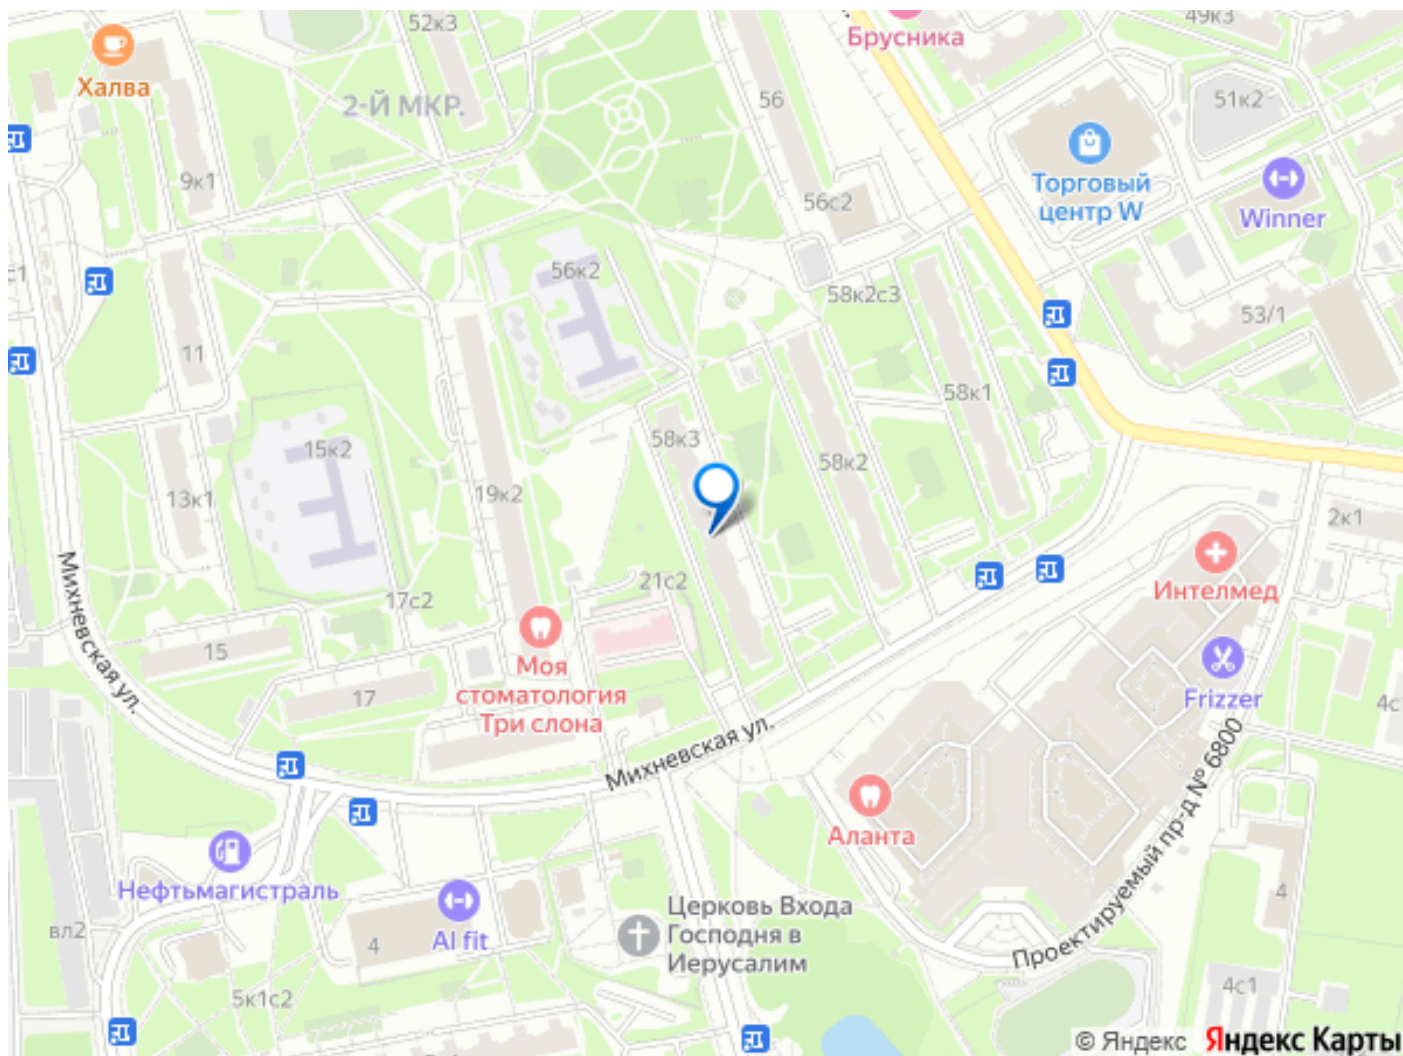 52к3
49к3
Брусника
Халва
2-Й МКР.
56
51к2
Торговый
центр W
9к1
56с2
Winner
с1
56к2
58к2с3
53/1
11
58к1
58к3
15к2
58к2
19к2
13к1
2к1
Интелмед
21с2
17с2
Михневская ул.
15
Моя
стоматология
Три слона
17
Frizzer
4с
Михневская ул.
Аланта
Проектируемый пр-д № 6800
Нефтьмагистраль
4
Церковь Входа
Господня в
Иерусалим
вл2
AI fit
4
5к1с2
4с1
© Яндекс Яндекс Карты